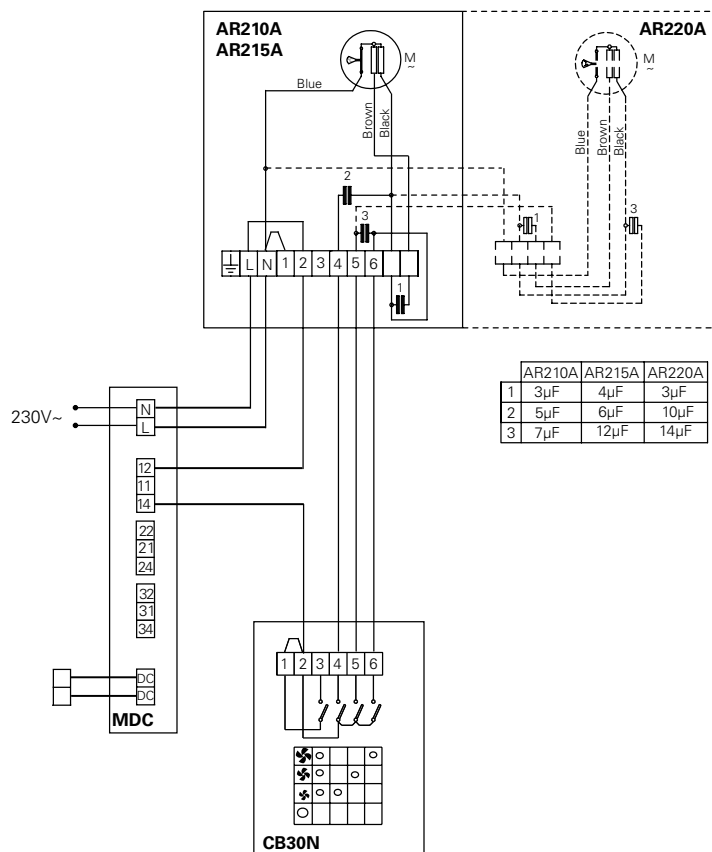 AR210A
AR215A
AR220A
M
~
M
~
Blue
Brown
Black
Blue
Brown
Black
2
3
1
3
L N 1 2 3 4 5 6
1
AR210A AR215A AR220A
1 3µF 4µF 3µF
2 5µF 6µF 10µF
3 7µF 12µF 14µF
230V~
N
L
12
11
14
22
21
24
32
31
34
DC
DC
MDC
1 2 3 4 5 6
CB30N